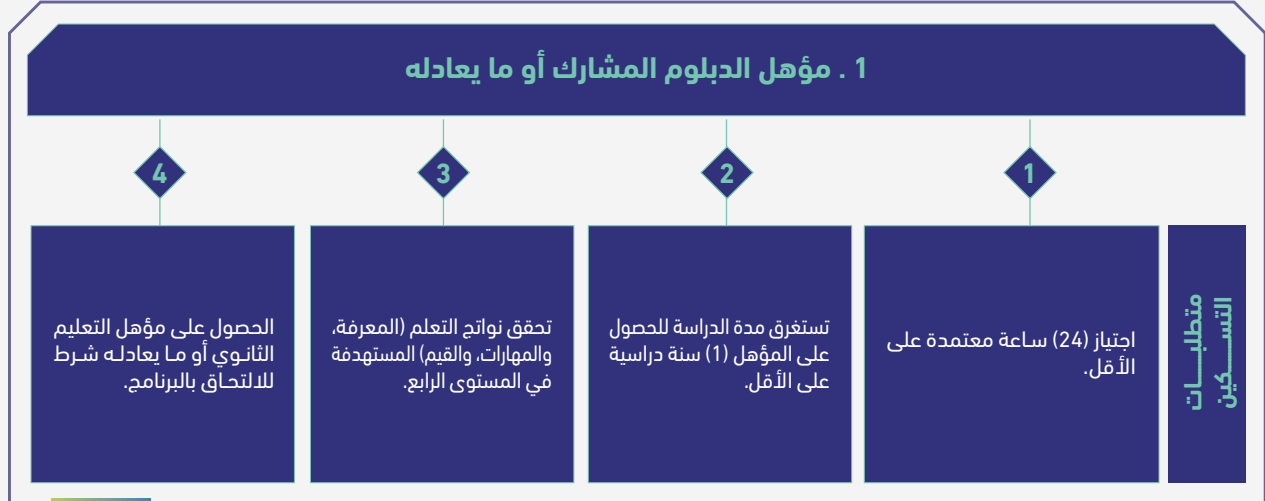 1 . مؤهل الدبلوم المشارك أو ما يعادله
متطلبــــات
التســــكين
1
اجتياز (24) ساعة معتمدة على
الأقل.
2
تستغرق مدة الدراسة للحصول
على المؤهل (1) سنة دراسية
على الأقل.
3
تحقق نواتج التعلم (المعرفة،
والمهارات، والقيم) المستهدفة
في المستوى الرابع.
4
الحصول على مؤهل التعليم
الثانـوي أو مـا يعادلـه شـرط
للالتحـاق بالبرنامج.